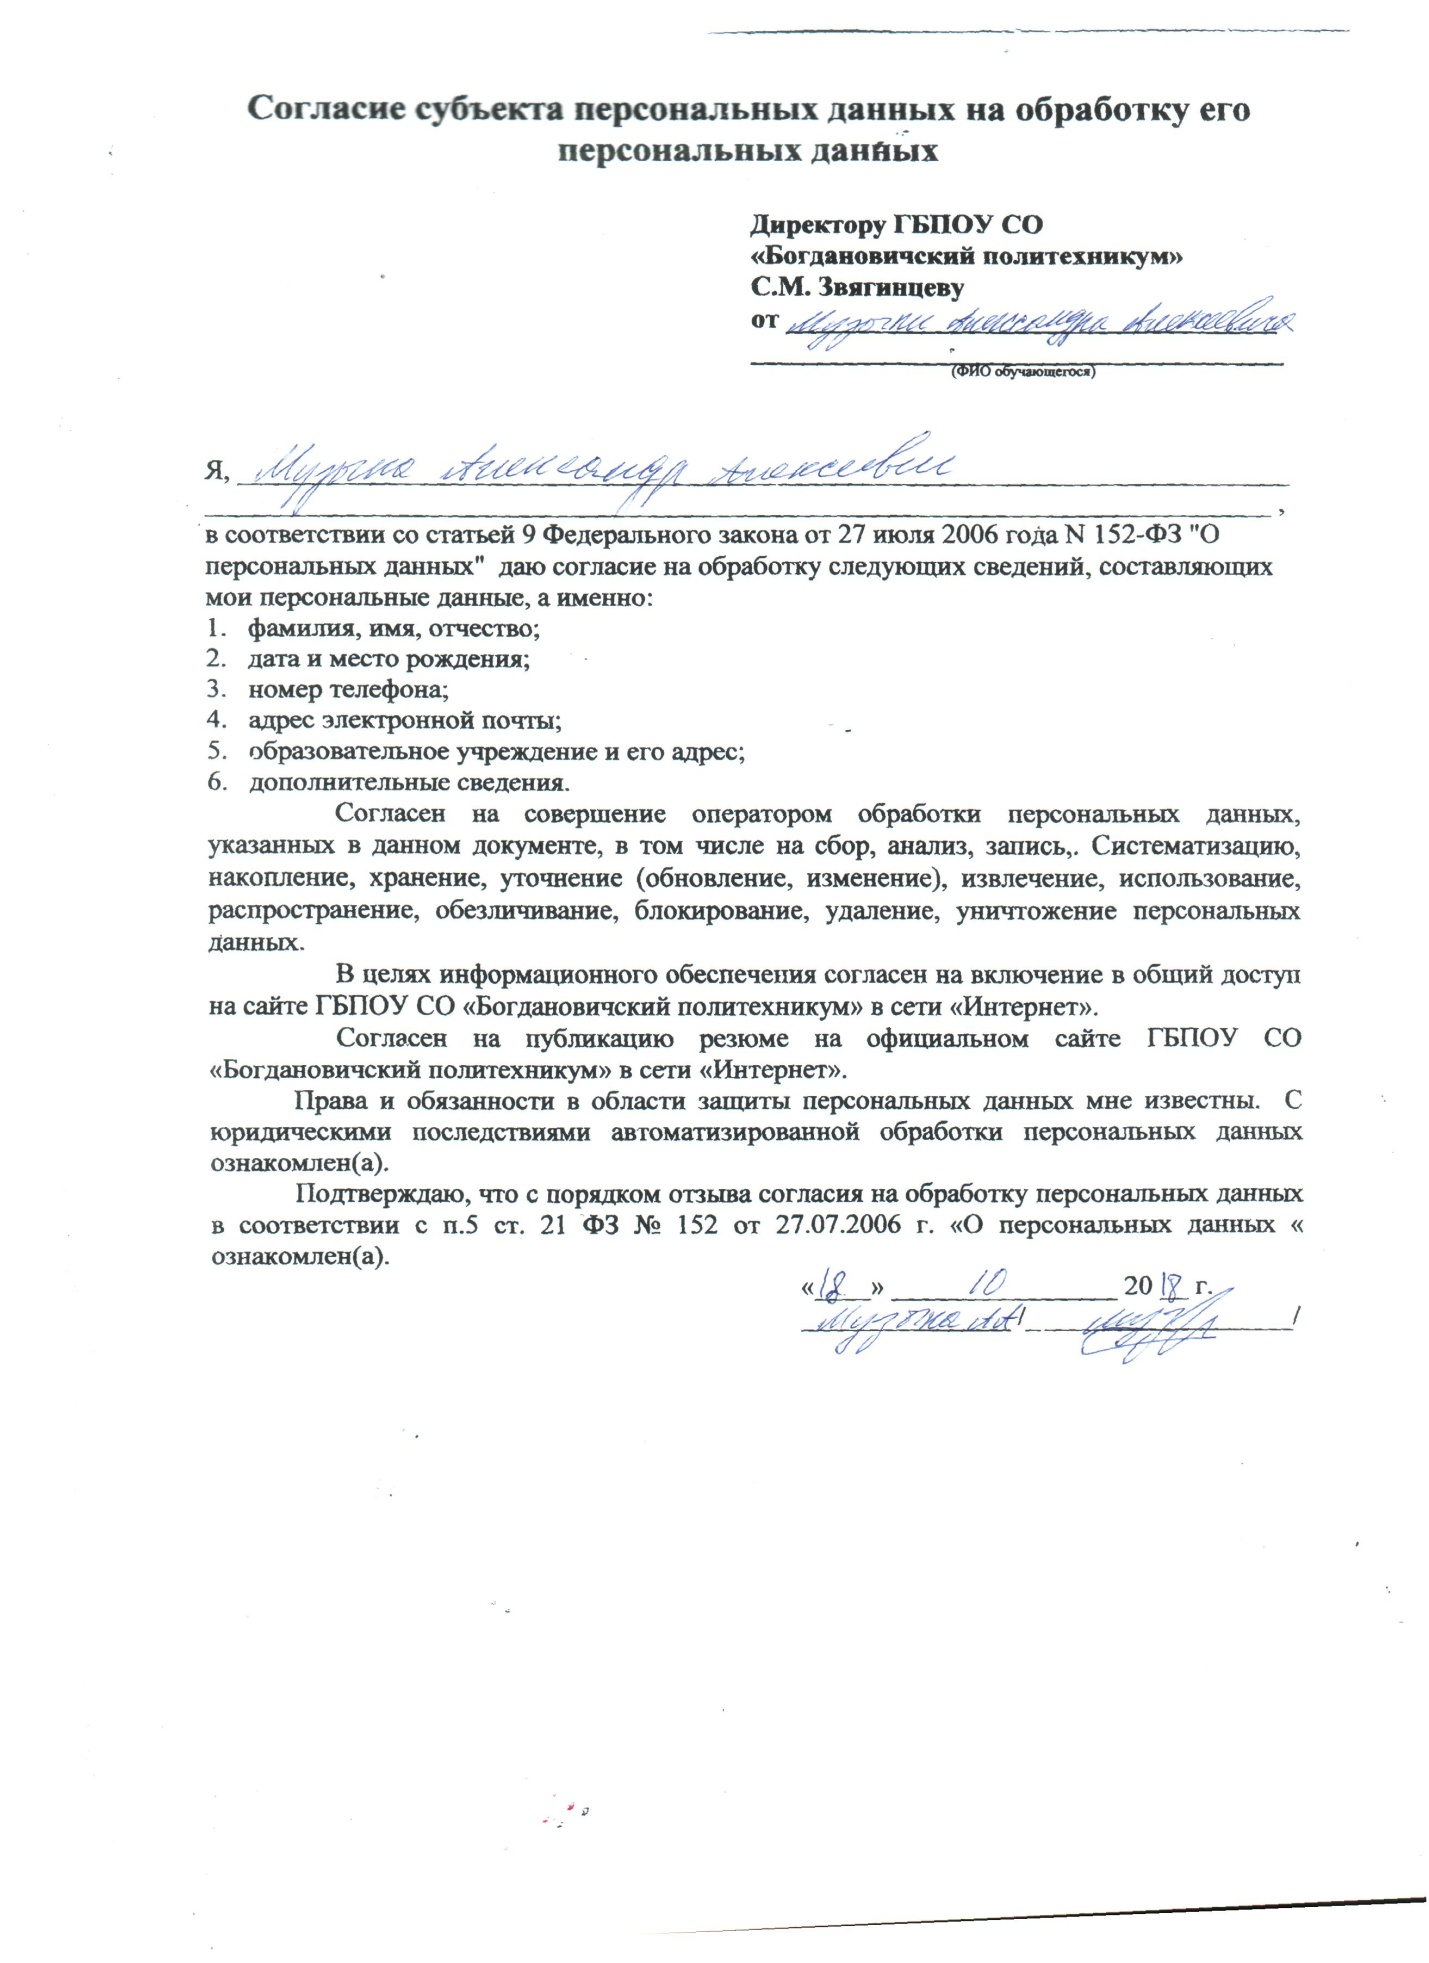 Согласие субъекта персональных данных на обработку его
персональных данных
Директору ГБПОУ СО
«Богдановичский политехникум»
С.М. Звягинцеву
от Музычки Александра Алексеевича
(ФИО обучающегося)
Я, Музычка Александр Алексеевич
,
в соответствии со статьей 9 Федерального закона от 27 июля 2006 года N 152-ФЗ "О
персональных данных" даю согласие на обработку следующих сведений, составляющих
мои персональные данные, а именно:
1. фамилия, имя, отчество;
2. дата и место рождения;
3. номер телефона;
4. адрес электронной почты;
5. образовательное учреждение и его адрес;
6. дополнительные сведения.
Согласен на совершение оператором обработки персональных данных,
указанных в данном документе, в том числе на сбор, анализ, запись,. Систематизацию,
накопление, хранение, уточнение (обновление, изменение), извлечение, использование,
распространение, обезличивание, блокирование, удаление, уничтожение персональных
данных.
В целях информационного обеспечения согласен на включение в общий доступ
на сайте ГБПОУ СО «Богдановичский политехникум» в сети «Интернет».
Согласен на публикацию резюме на официальном сайте ГБПОУ СО
«Богдановичский политехникум» в сети «Интернет».
Права и обязанности в области защиты персональных данных мне известны. С
юридическими последствиями автоматизированной обработки персональных данных
ознакомлен(а).
Подтверждаю, что с порядком отзыва согласия на обработку персональных данных
в соответствии с п.5 ст. 21 ФЗ № 152 от 27.07.2006 г. «О персональных данных «
ознакомлен(а).
«18» 10 2018 г.
Музычка АА / /